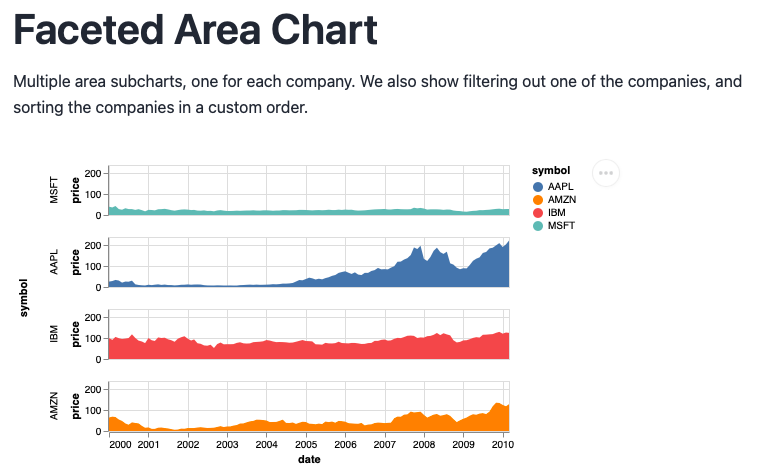 Faceted Area Chart
Multiple area subcharts, one for each company. We also show filtering out one of the companies, and
sorting the companies in a custom order.
symbol
MSFT
price
200
100
0
AAPL
price
200
100
0
IBM
price
200
100
0
AMZN
price
200
100
0
2000 2001 2002 2003 2004 2005 2006 2007 2008 2009 2010
date
symbol
AAPL
AMZN
IBM
MSFT